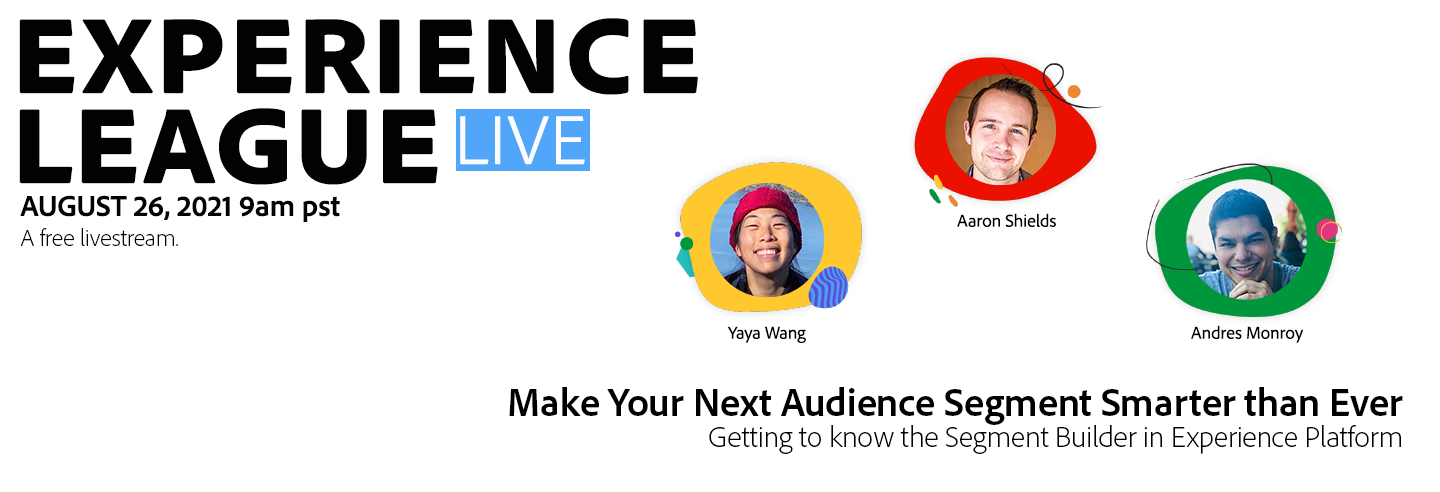 EXPERIENCE
LEAGUE LIVE
AUGUST 26, 2021 9am pst
A free livestream.
Aaron Shields
Yaya Wang
Andres Monroy
Make Your Next Audience Segment Smarter than Ever
Getting to know the Segment Builder in Experience Platform